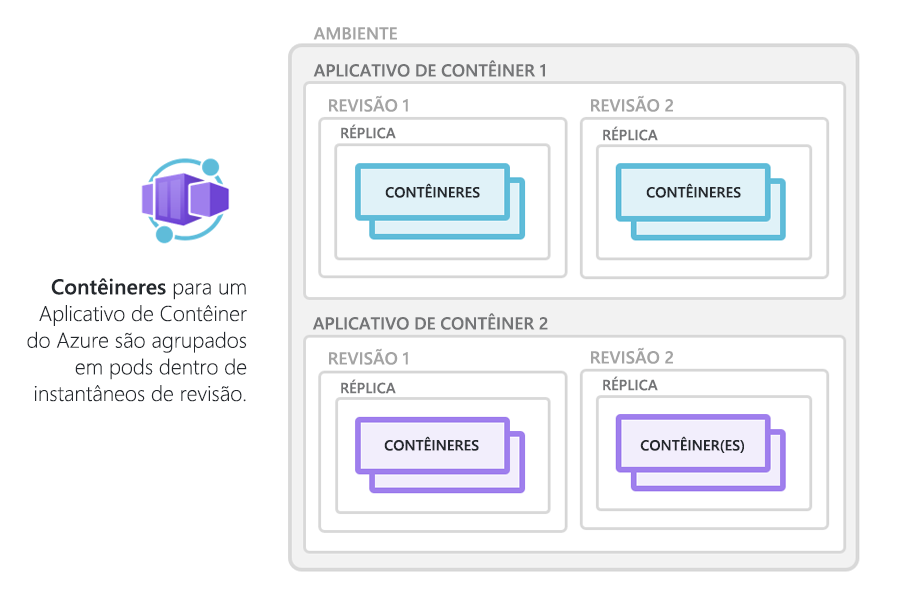 AMBIENTE
APLICATIVO DE CONTÊINER 1
REVISÃO 1
REVISÃO 2
RÉPLICA
RÉPLICA
CONTÊINERES
CONTÊINERES
Contêineres para um
Aplicativo de Contêiner
do Azure são agrupados
em pods dentro de
instantâneos de revisão.
APLICATIVO DE CONTÊINER 2
REVISÃO 1
REVISÃO 2
RÉPLICA
RÉPLICA
CONTÊINERES
CONTÊINER(ES)